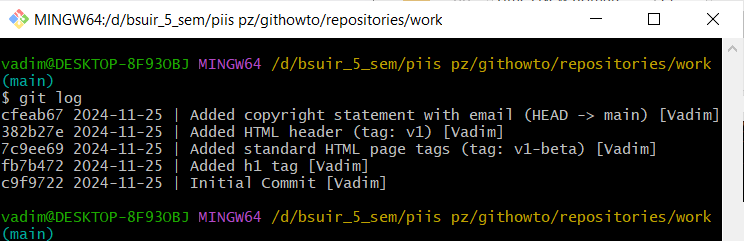 MINGW64:/d/bsuir_5_sem/piis pz/githowto/repositories/work
vadim@DESKTOP-8F93OBJ MINGW64 /d/bsuir_5_sem/piis pz/githowto/repositories/work
(main)
$ git log
cfeab67 2024-11-25 | Added copyright statement with email (HEAD -> main) [Vadim]
382b27e 2024-11-25 | Added HTML header (tag: v1) [Vadim]
7c9ee69 2024-11-25 | Added standard HTML page tags (tag: v1-beta) [Vadim]
fb7b472 2024-11-25 | Added h1 tag [Vadim]
c9f9722 2024-11-25 | Initial Commit [Vadim]
vadim@DESKTOP-8F93OBJ MINGW64 /d/bsuir_5_sem/piis pz/githowto/repositories/work
(main)